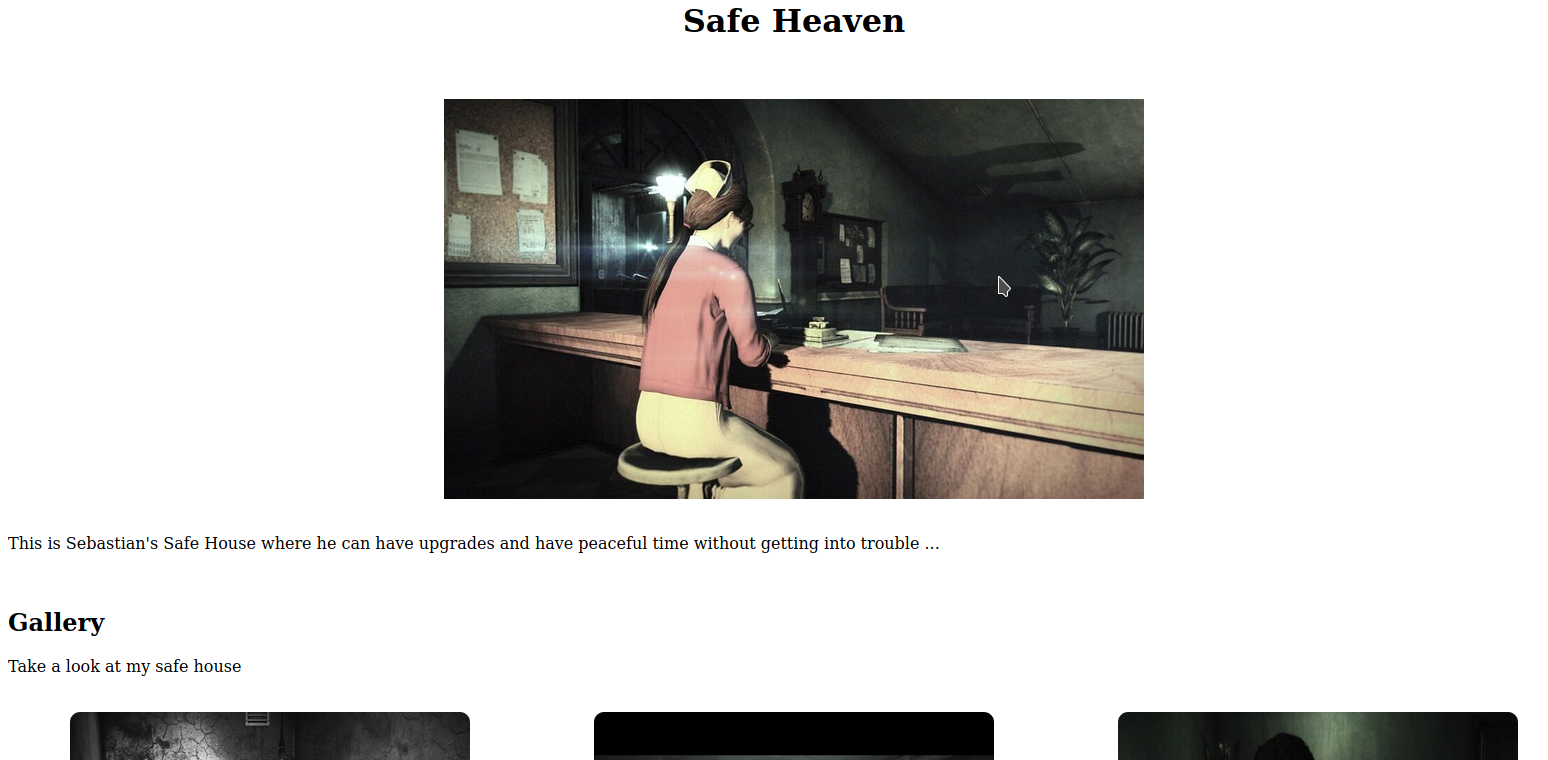 Safe Heaven
This is Sebastian's Safe House where he can have upgrades and have peaceful time without getting into trouble ...
Gallery
Take a look at my safe house